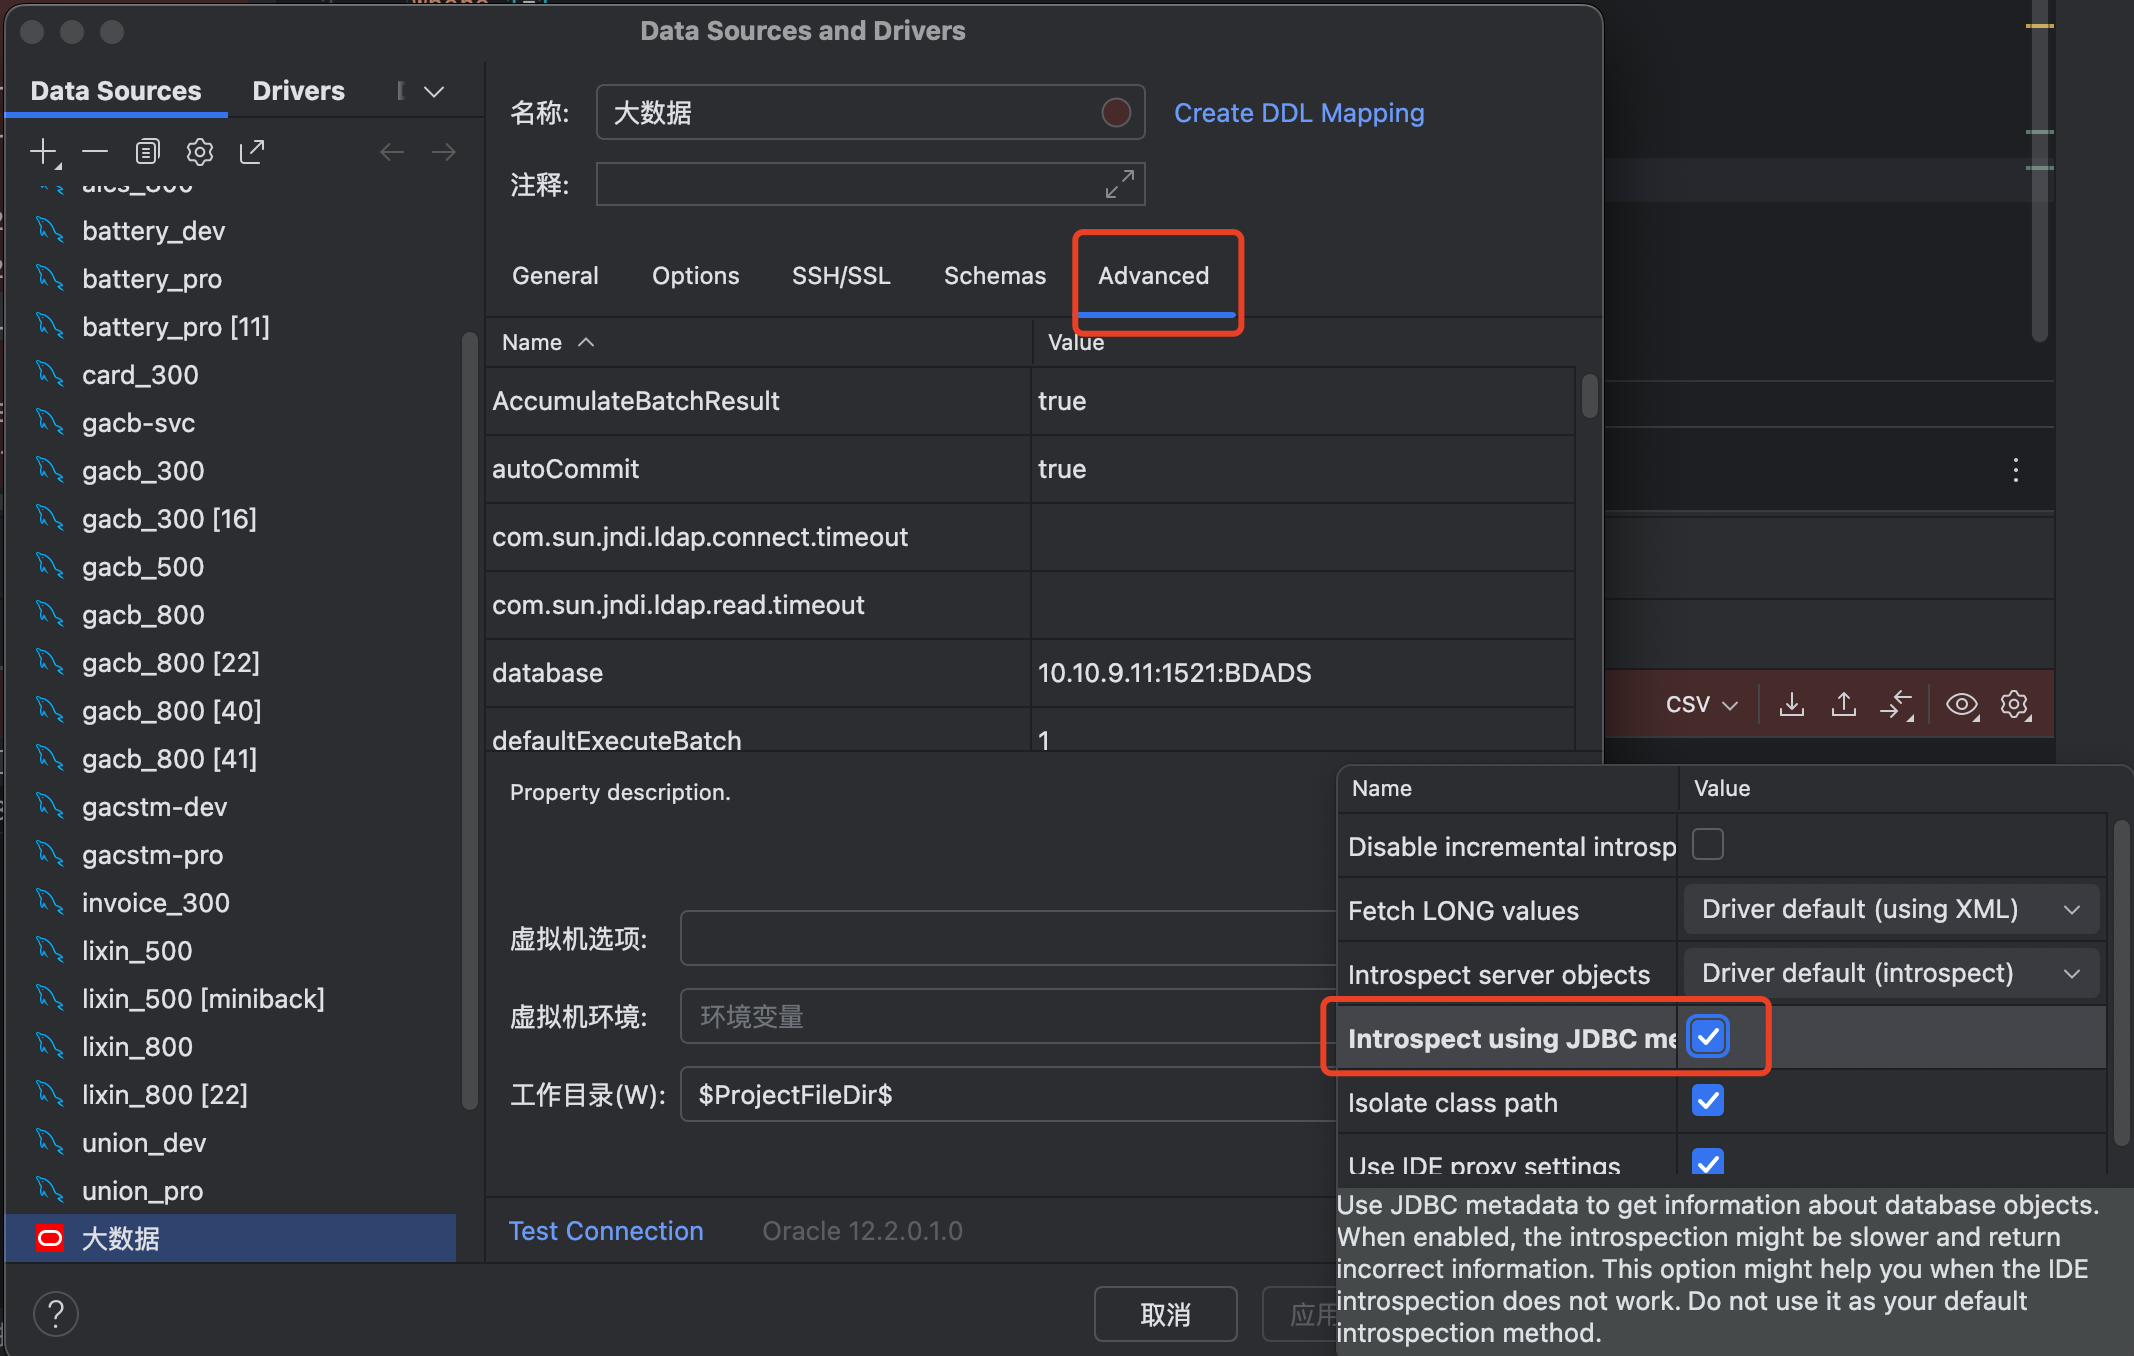 Data Sources and Drivers
Data Sources
Drivers
battery_dev
battery_pro
battery_pro [11]
card_300
gacb-svc
gacb_300
gacb_300 [16]
gacb_500
gacb_800
gacb_800 [22]
gacb_800 [40]
gacb_800 [41]
gacstm-dev
gacstm-pro
invoice_300
lixin_500
lixin_500 [miniback]
lixin_800
lixin_800 [22]
union_dev
union_pro
大数据
名称: 大数据 Create DDL Mapping
注释:
General Options SSH/SSL Schemas Advanced
Name Value
AccumulateBatchResult true
autoCommit true
com.sun.jndi.ldap.connect.timeout
com.sun.jndi.ldap.read.timeout
database 10.10.9.11:1521:BDADS
defaultExecuteBatch 1
Property description.
虚拟机选项:
虚拟机环境: 环境变量
工作目录(W): $ProjectFileDir$
Test Connection Oracle 12.2.0.1.0
? 取消 应用
CSV
Name Value
Disable incremental introsp
Fetch LONG values Driver default (using XML)
Introspect server objects Driver default (introspect)
Introspect using JDBC me
Isolate class path
Use IDE proxy settings
Use JDBC metadata to get information about database objects.
When enabled, the introspection might be slower and return
incorrect information. This option might help you when the IDE
introspection does not work. Do not use it as your default
introspection method.